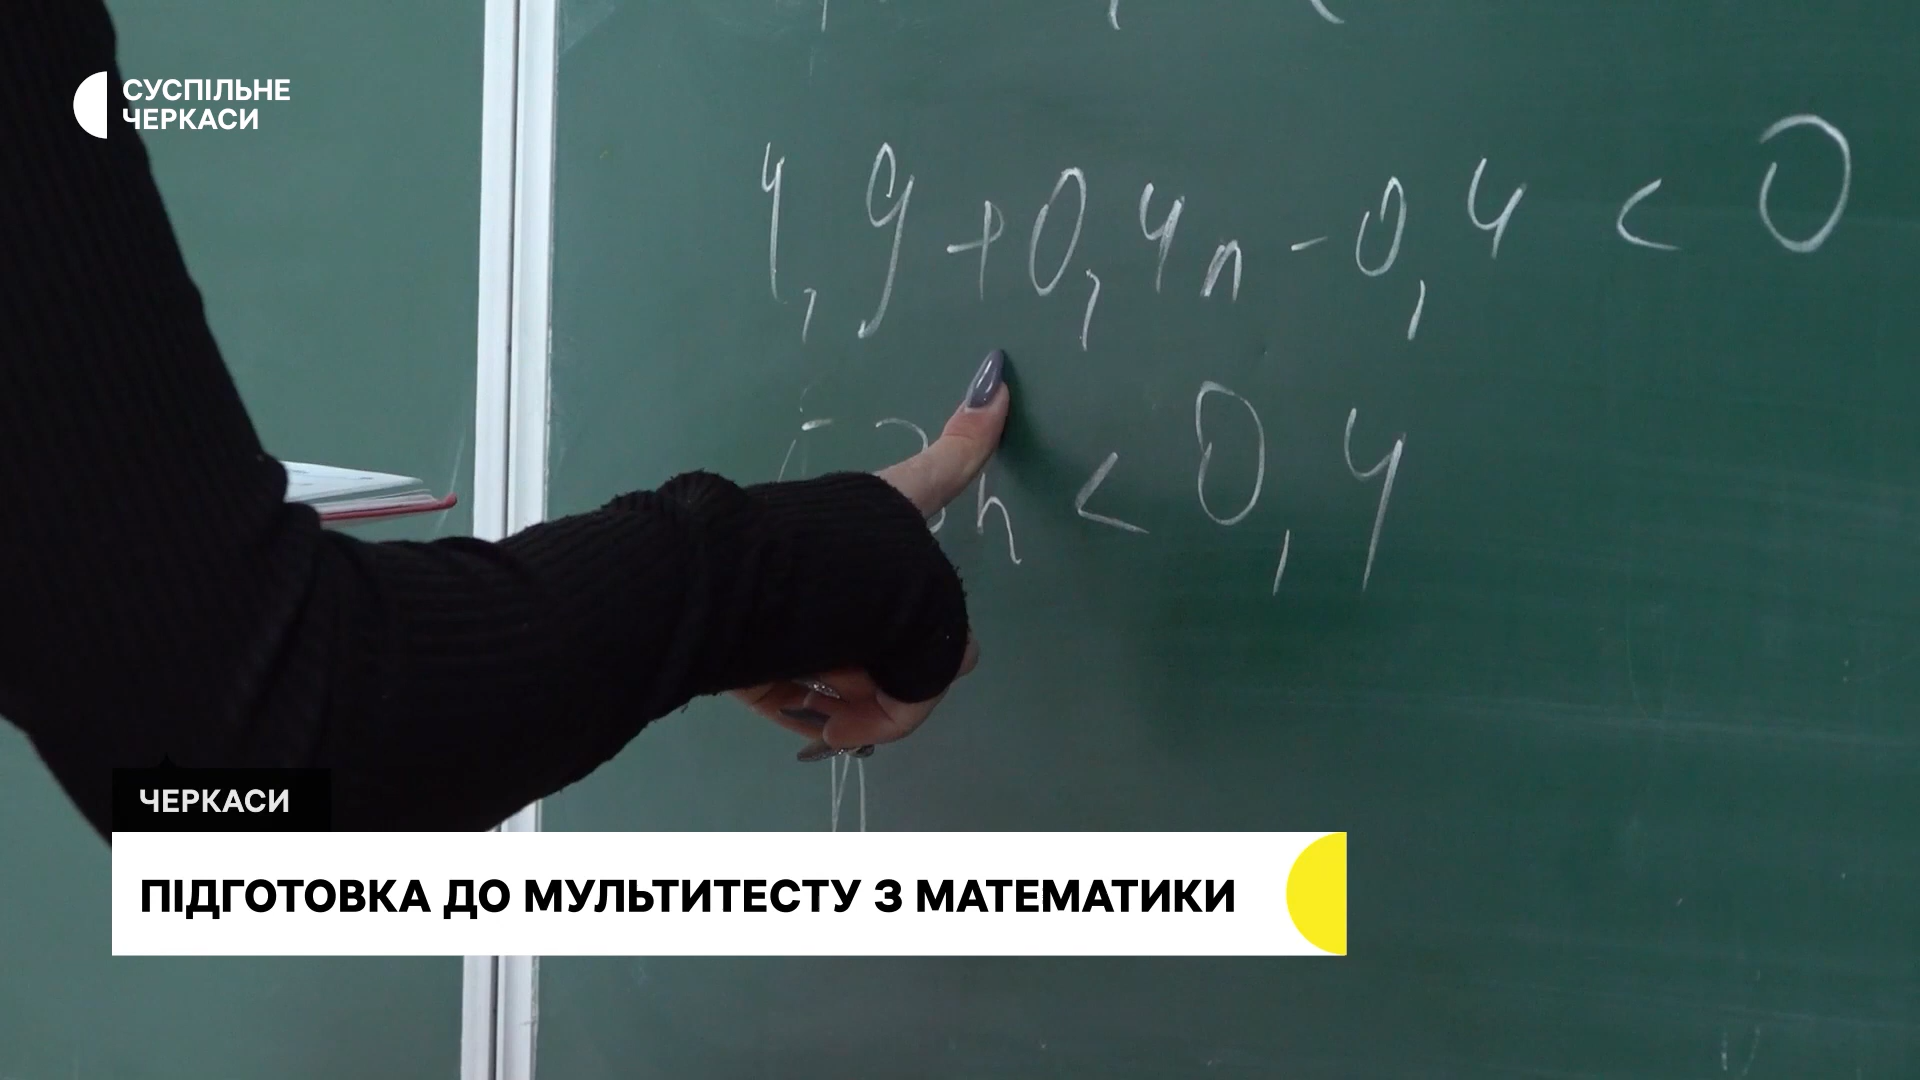 СУСПІЛЬНЕ
ЧЕРКАСИ
4,9+0,4n-0,4 < 0
n < 0,4
ЧЕРКАСИ
ПІДГОТОВКА ДО МУЛЬТИТЕСТУ З МАТЕМАТИКИ